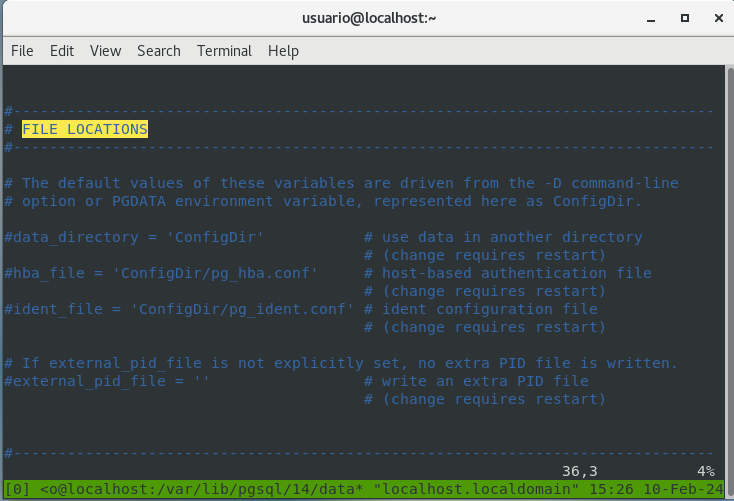 usuario@localhost:~
File Edit View Search Terminal Help
#------------------------------------------------------------------------------
# FILE LOCATIONS
#------------------------------------------------------------------------------
# The default values of these variables are driven from the -D command-line
# option or PGDATA environment variable, represented here as ConfigDir.
#data_directory = 'ConfigDir' # use data in another directory
# (change requires restart)
#hba_file = 'ConfigDir/pg_hba.conf' # host-based authentication file
# (change requires restart)
#ident_file = 'ConfigDir/pg_ident.conf' # ident configuration file
# (change requires restart)
# If external_pid_file is not explicitly set, no extra PID file is written.
#external_pid_file = '' # write an extra PID file
# (change requires restart)
#------------------------------------------------------------------------------
36,3 4%
[0] <o@localhost:/var/lib/pgsql/14/data* "localhost.localdomain" 15:26 10-Feb-24